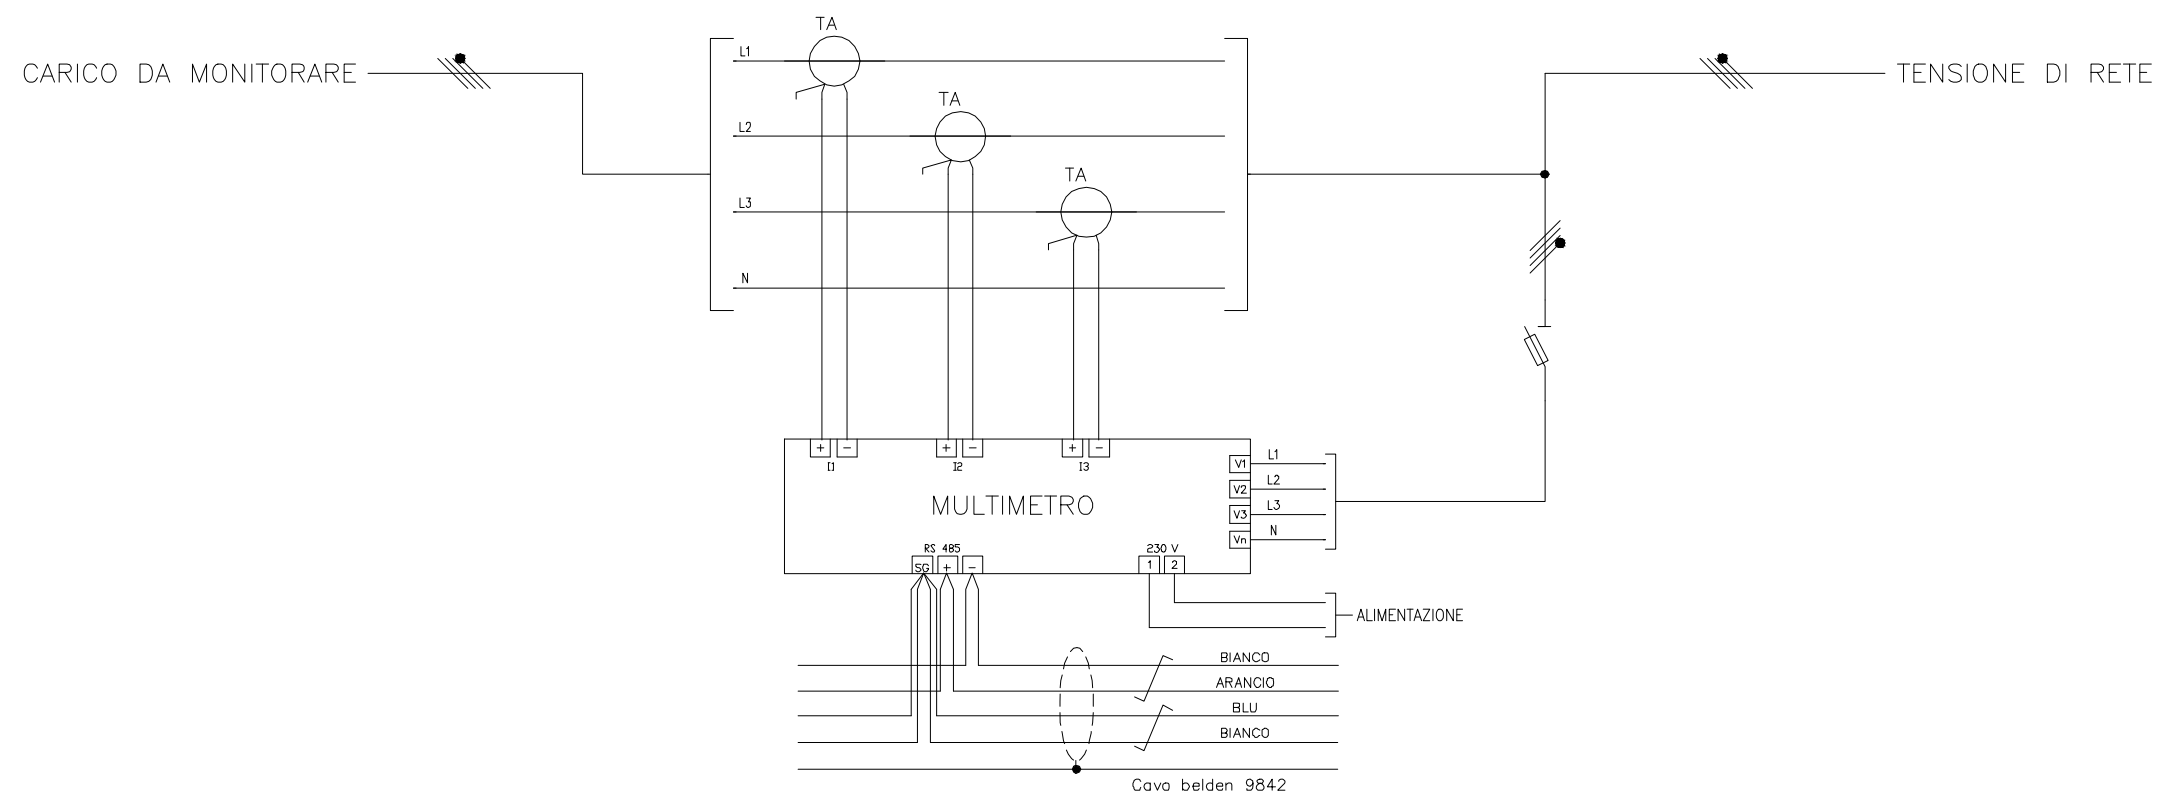 TA
L1
CARICO DA MONITORARE
TENSIONE DI RETE
TA
L2
TA
L3
N
+ - + - + -
I1 I2 I3
V1 L1
V2 L2
MULTIMETRO
V3 L3
Vn N
RS 485 230 V
SG + - 1 2
ALIMENTAZIONE
BIANCO
ARANCIO
BLU
BIANCO
Cavo belden 9842